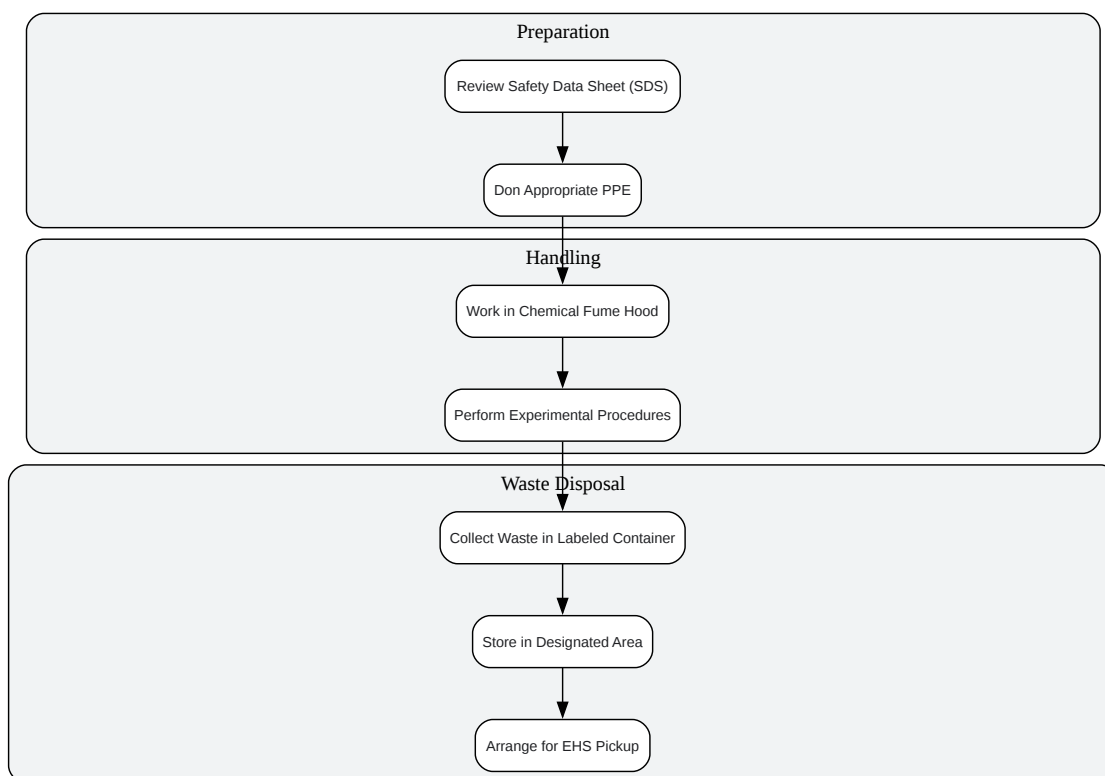 Preparation
Review Safety Data Sheet (SDS)
Don Appropriate PPE
Handling
Work in Chemical Fume Hood
Perform Experimental Procedures
Waste Disposal
Collect Waste in Labeled Container
Store in Designated Area
Arrange for EHS Pickup